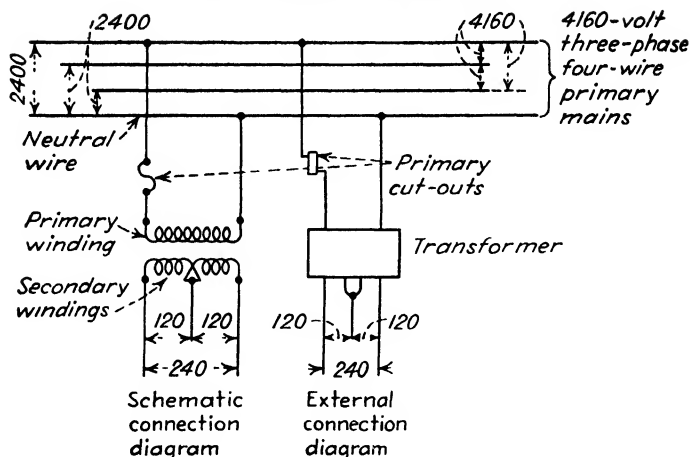 2400
4160
4160-volt
three-phase
four-wire
primary
mains
2400
Neutral
wire
Primary
cut-outs
Primary
winding
Transformer
Secondary
windings
120 120
240
120 120
240
Schematic
connection
diagram
External
connection
diagram